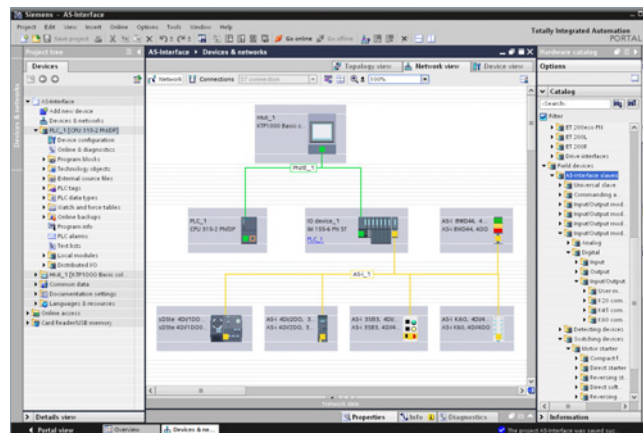 Siemens - AS-Interface
Project Edit View Insert Online Options Tools Window Help
Totally Integrated Automation
PORTAL
Save project
Go online
Go offline
Project tree
AS-Interface ▸ Devices & networks
Hardware catalog
Devices
Topology view
Network view
Device view
Options
Network
Connections
100%
Catalog
AS-Interface
Add new device
Devices & networks
PLC_1 [CPU 315-2 PN/DP]
Device configuration
Online & diagnostics
Program blocks
Technology objects
External source files
PLC tags
PLC data types
Watch and force tables
Online backups
Program info
PLC alarms
Text lists
Local modules
Distributed I/O
HMI_1 [KTP1000 Basic col...
Common data
Documentation settings
Languages & resources
Online access
Card Reader/USB memory
HMI_1
KTP1000 Basic c...
PN/IE_1
PLC_1
CPU 315-2 PN/DP
IO device_1
IM 155-6 PN ST
PLC_1
AS-i_1
Filter
ET 200eco PN
ET 200L
ET 200R
Drive interfaces
Field devices
AS-Interface slaves
Universal slave
Commanding a...
Input/Output mod...
Input/Output mod...
Input/Output mod...
Analog
Digital
Input
Output
Input/Output
User m...
K20 com...
K45 com...
K60 com...
Detecting devices
Switching devices
Motor starter
CompactT...
Direct starter
Reversing st...
Direct soft...
Reversing
Network data
Properties
Info
Diagnostics
Details view
Information
Portal view
Overview
Devices & ne...
The project AS-Interface was saved suc...